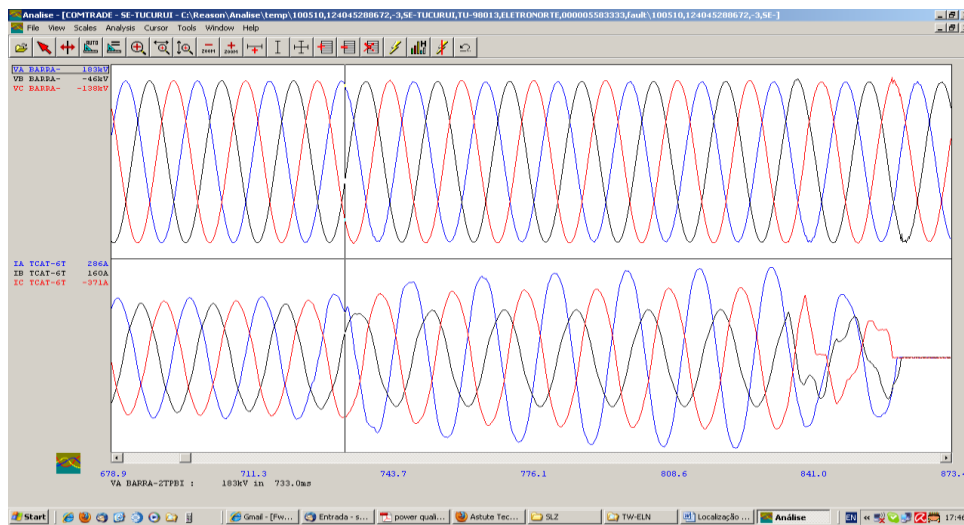 Analise - [COMTRADE - SE-TUCURUI - C:\Reason\Analise\temp\100510,124045288672,-3,SE-TUCURUI,TU-98013,ELETRONORTE,000005583333,fault\100510,124045288672,-3,SE-]
File View Scales Analysis Cursor Tools Window Help
AUTO
ZOOM ZOOM
VA BARRA- 183kV
VB BARRA- -46kV
VC BARRA- -138kV
IA TCAT-6T 286A
IB TCAT-6T 160A
IC TCAT-6T -371A
678.9 711.3 743.7 776.1 808.6 841.0 873.4
VA BARRA-2TPBI : 183kV in 733.0ms
Start Gmail - [Fw... Entrada - s... power quali... Astute Tec... SLZ TW-ELN Localização ... Análise EN 17:46